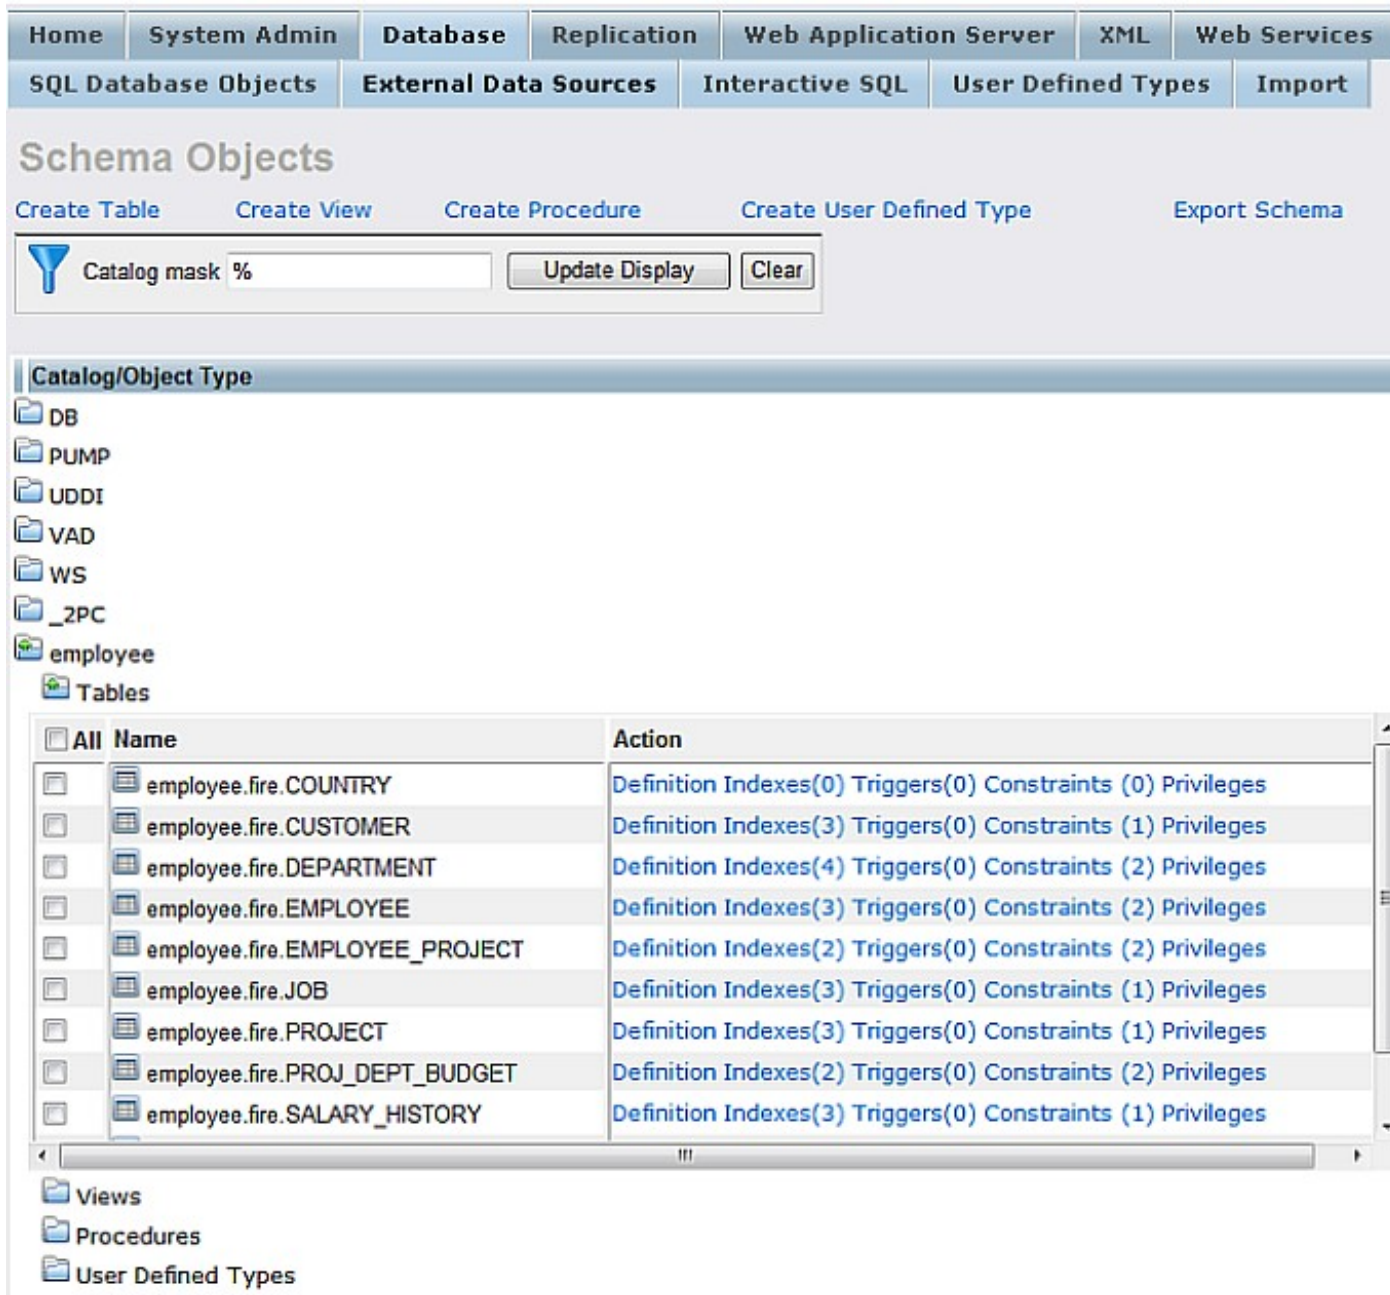 Home System Admin Database Replication Web Application Server XML Web Services
SQL Database Objects External Data Sources Interactive SQL User Defined Types Import
Schema Objects
Create Table Create View Create Procedure Create User Defined Type Export Schema
Catalog mask % Update Display Clear
Catalog/Object Type
DB
PUMP
UDDI
VAD
WS
_2PC
employee
Tables
All Name Action
employee.fire.COUNTRY Definition Indexes(0) Triggers(0) Constraints (0) Privileges
employee.fire.CUSTOMER Definition Indexes(3) Triggers(0) Constraints (1) Privileges
employee.fire.DEPARTMENT Definition Indexes(4) Triggers(0) Constraints (2) Privileges
employee.fire.EMPLOYEE Definition Indexes(3) Triggers(0) Constraints (2) Privileges
employee.fire.EMPLOYEE_PROJECT Definition Indexes(2) Triggers(0) Constraints (2) Privileges
employee.fire.JOB Definition Indexes(3) Triggers(0) Constraints (1) Privileges
employee.fire.PROJECT Definition Indexes(3) Triggers(0) Constraints (1) Privileges
employee.fire.PROJ_DEPT_BUDGET Definition Indexes(2) Triggers(0) Constraints (2) Privileges
employee.fire.SALARY_HISTORY Definition Indexes(3) Triggers(0) Constraints (1) Privileges
Views
Procedures
User Defined Types